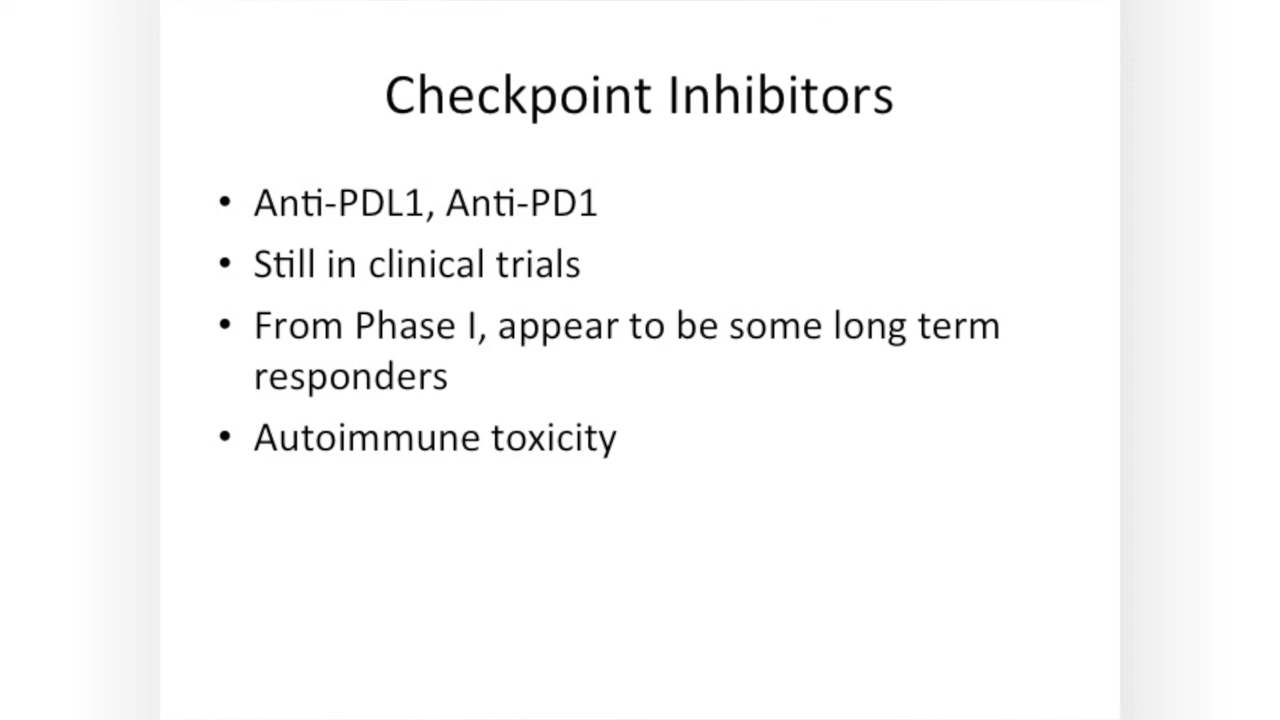 Checkpoint Inhibitors
• Anti-PDL1, Anti-PD1
• Still in clinical trials
• From Phase I, appear to be some long term
responders
• Autoimmune toxicity